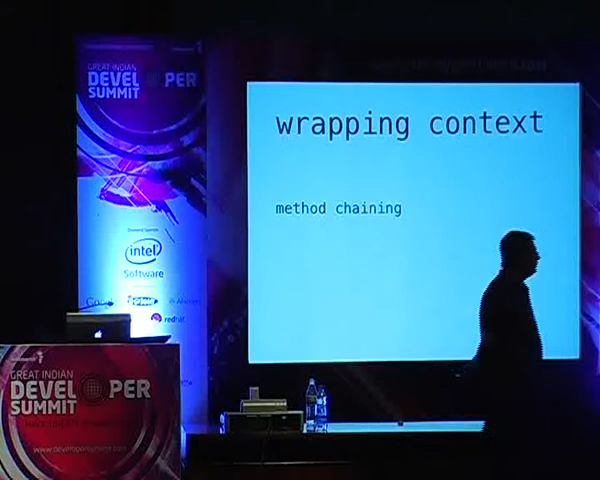 GREAT INDIAN
DEVEL PER
SUMMIT
intel
Software
redhat
wrapping context
method chaining
GREAT INDIAN
DEVEL PER
SUMMIT
www.developersummit.com